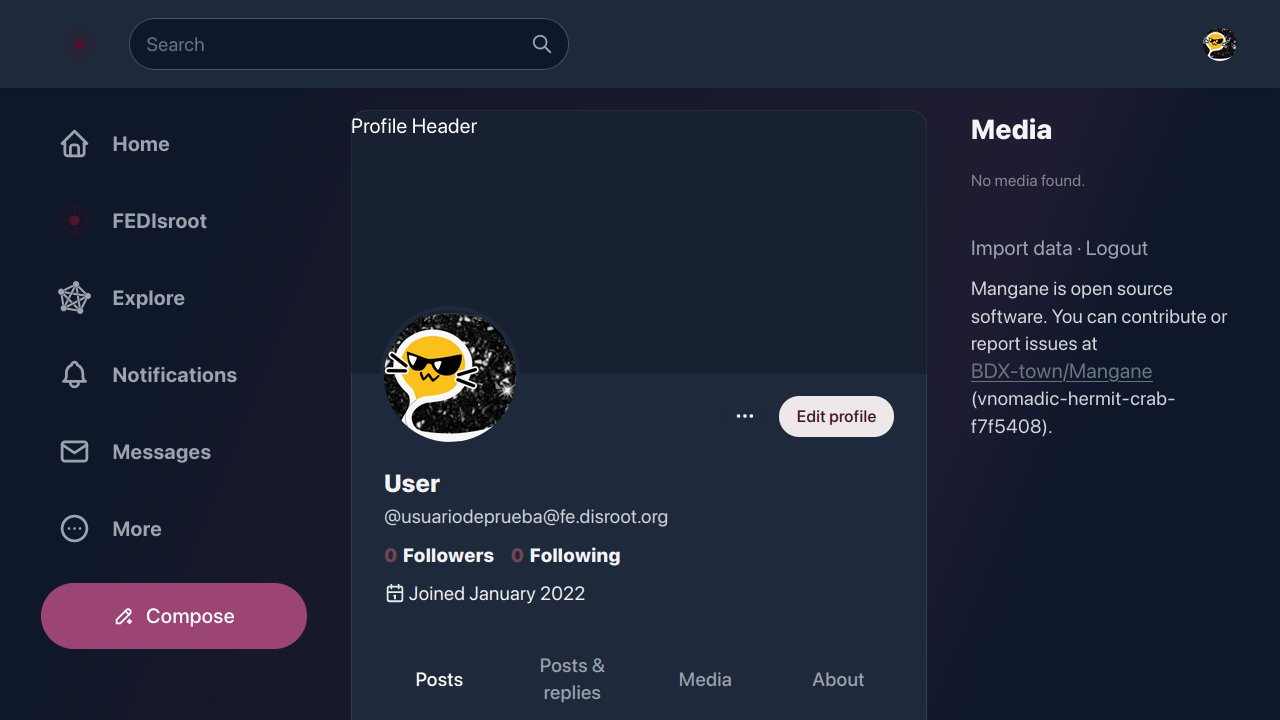 Search
Home
FEDIsroot
Explore
Notifications
Messages
More
Compose
Profile Header
Edit profile
User
@usuariodeprueba@fe.disroot.org
0 Followers 0 Following
Joined January 2022
Posts
Posts &
replies
Media
About
Media
No media found.
Import data · Logout
Mangane is open source
software. You can contribute or
report issues at
BDX-town/Mangane
(vnomadic-hermit-crab-
f7f5408).